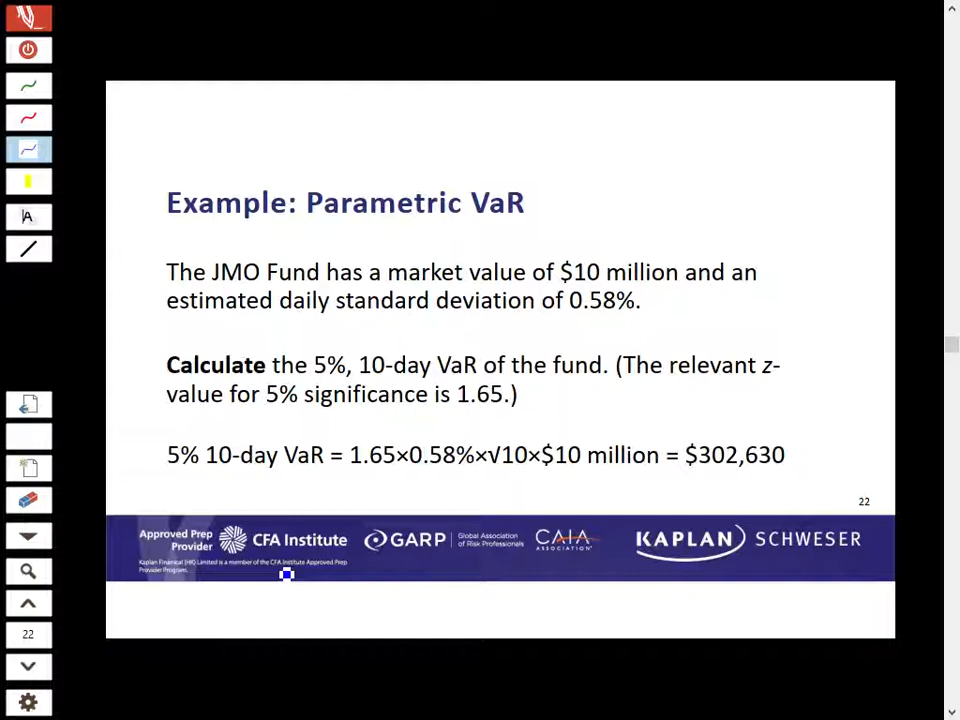 Example: Parametric VaR
The JMO Fund has a market value of $10 million and an
estimated daily standard deviation of 0.58%.
Calculate the 5%, 10-day VaR of the fund. (The relevant z-
value for 5% significance is 1.65.)
5% 10-day VaR = 1.65×0.58%×√10×$10 million = $302,630
22
Approved Prep
Provider
CFA Institute
Kaplan Financial (HK) Limited is a member of the CFA Institute Approved Prep
Provider Program.
GARP
Global Association
of Risk Professionals
CAIA
ASSOCIATION®
KAPLAN SCHWESER
A
22